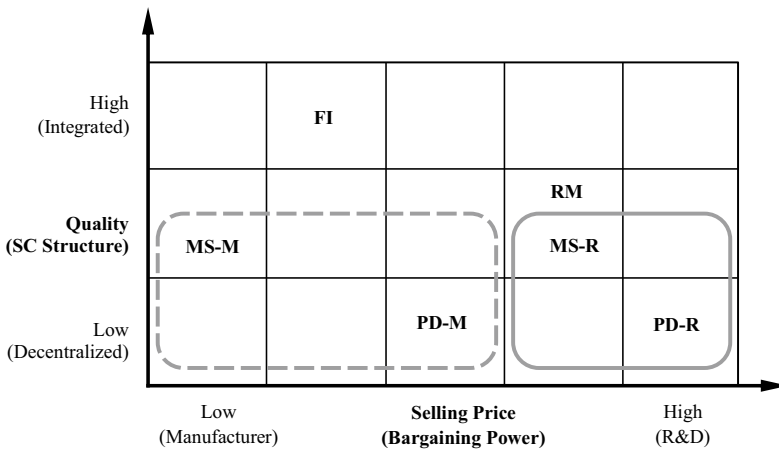 High
(Integrated)
FI
RM
Quality
(SC Structure)
MS-M
MS-R
Low
(Decentralized)
PD-M
PD-R
Low
(Manufacturer)
Selling Price
(Bargaining Power)
High
(R&D)